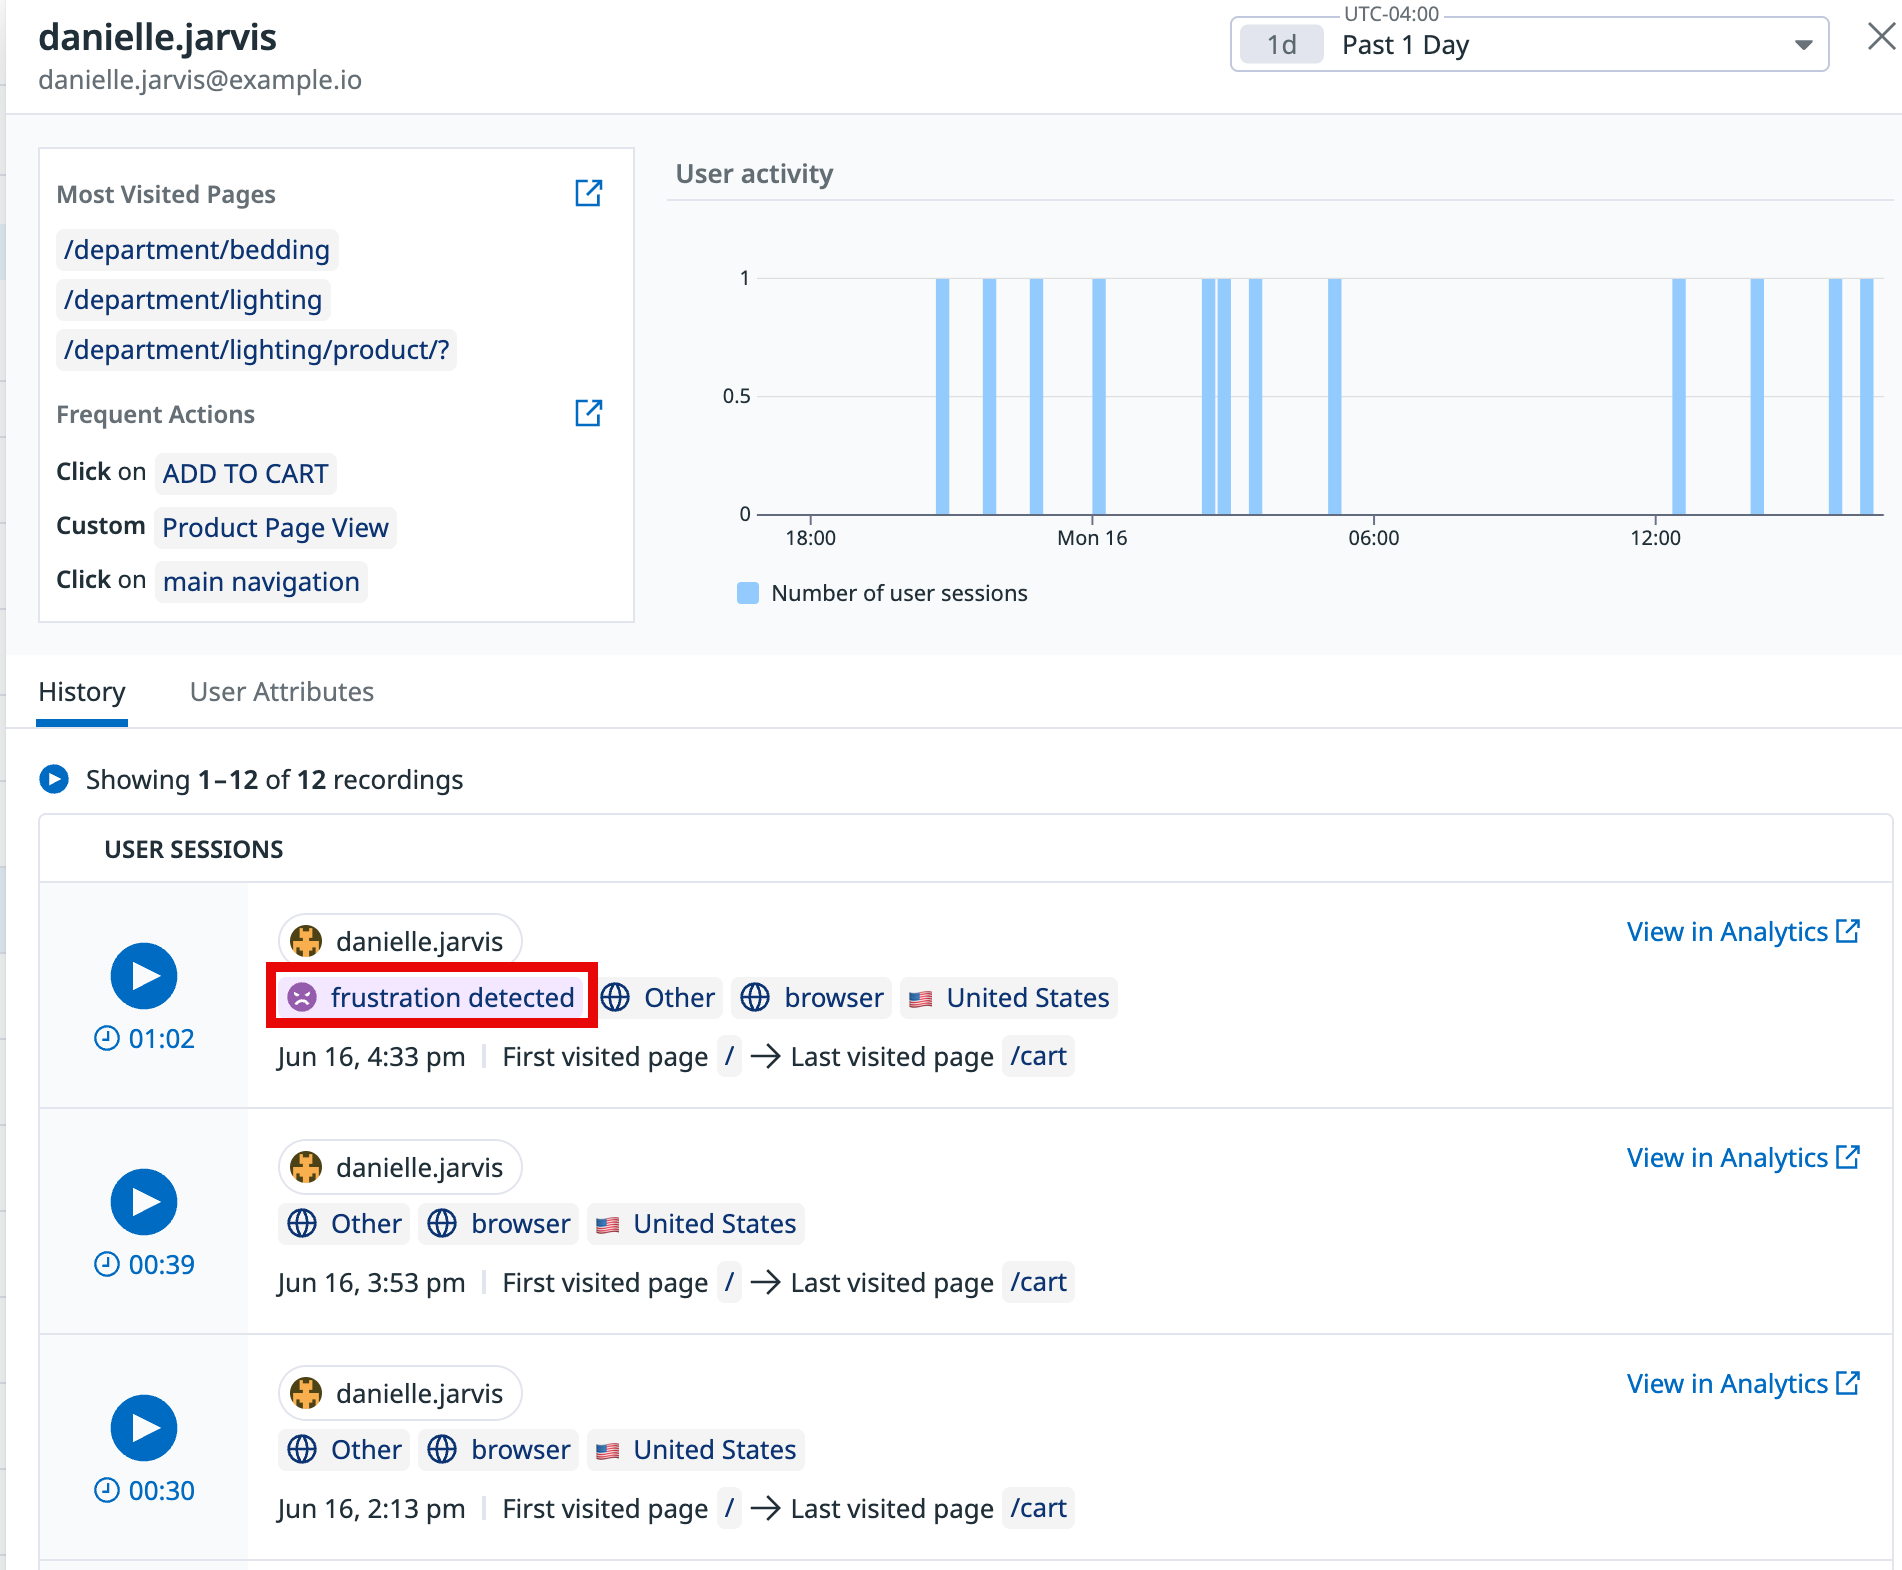 danielle.jarvis
danielle.jarvis@example.io
UTC-04:00
1d Past 1 Day
Most Visited Pages
/department/bedding
/department/lighting
/department/lighting/product/?
Frequent Actions
Click on ADD TO CART
Custom Product Page View
Click on main navigation
User activity
1
0.5
0
18:00 Mon 16 06:00 12:00
Number of user sessions
History User Attributes
Showing 1–12 of 12 recordings
USER SESSIONS
danielle.jarvis
View in Analytics
frustration detected Other browser United States
01:02
Jun 16, 4:33 pm First visited page / → Last visited page /cart
danielle.jarvis
View in Analytics
Other browser United States
00:39
Jun 16, 3:53 pm First visited page / → Last visited page /cart
danielle.jarvis
View in Analytics
Other browser United States
00:30
Jun 16, 2:13 pm First visited page / → Last visited page /cart